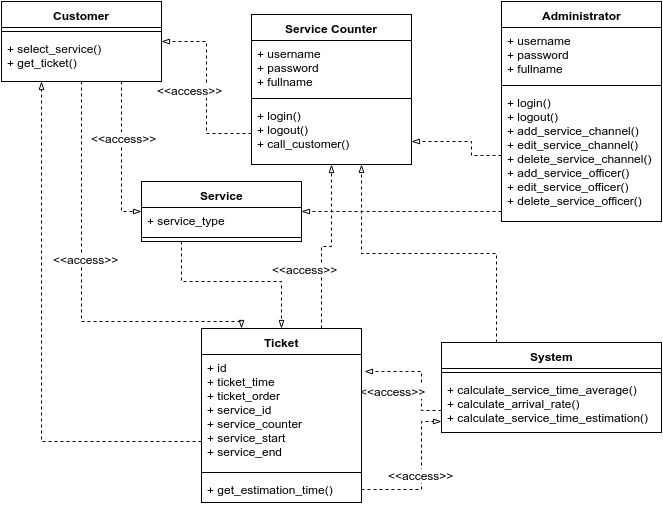 Customer
+ select_service()
+ get_ticket()
Service Counter
+ username
+ password
+ fullname
+ login()
+ logout()
+ call_customer()
Administrator
+ username
+ password
+ fullname
+ login()
+ logout()
+ add_service_channel()
+ edit_service_channel()
+ delete_service_channel()
+ add_service_officer()
+ edit_service_officer()
+ delete_service_officer()
<<access>>
<<access>>
Service
+ service_type
<<access>>
<<access>>
Ticket
+ id
+ ticket_time
+ ticket_order
+ service_id
+ service_counter
+ service_start
+ service_end
+ get_estimation_time()
System
+ calculate_service_time_average()
+ calculate_arrival_rate()
+ calculate_service_time_estimation()
<<access>>
<<access>>